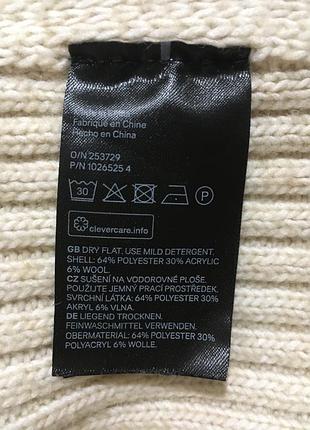 Fabriqué en Chine
Hecho en China
O/N 253729
P/N 1026525 4
30
P
clevercare.info
GB DRY FLAT. USE MILD DETERGENT.
SHELL: 64% POLYESTER 30% ACRYLIC
6% WOOL.
CZ SUŠENÍ NA VODOROVNÉ PLOŠE.
POUŽIJTE JEMNÝ PRACÍ PROSTŘEDEK.
SVRCHNÍ LÁTKA: 64% POLYESTER 30%
AKRYL 6% VLNA.
DE LIEGEND TROCKNEN.
FEINWASCHMITTEL VERWENDEN.
OBERMATERIAL: 64% POLYESTER 30%
POLYACRYL 6% WOLLE.